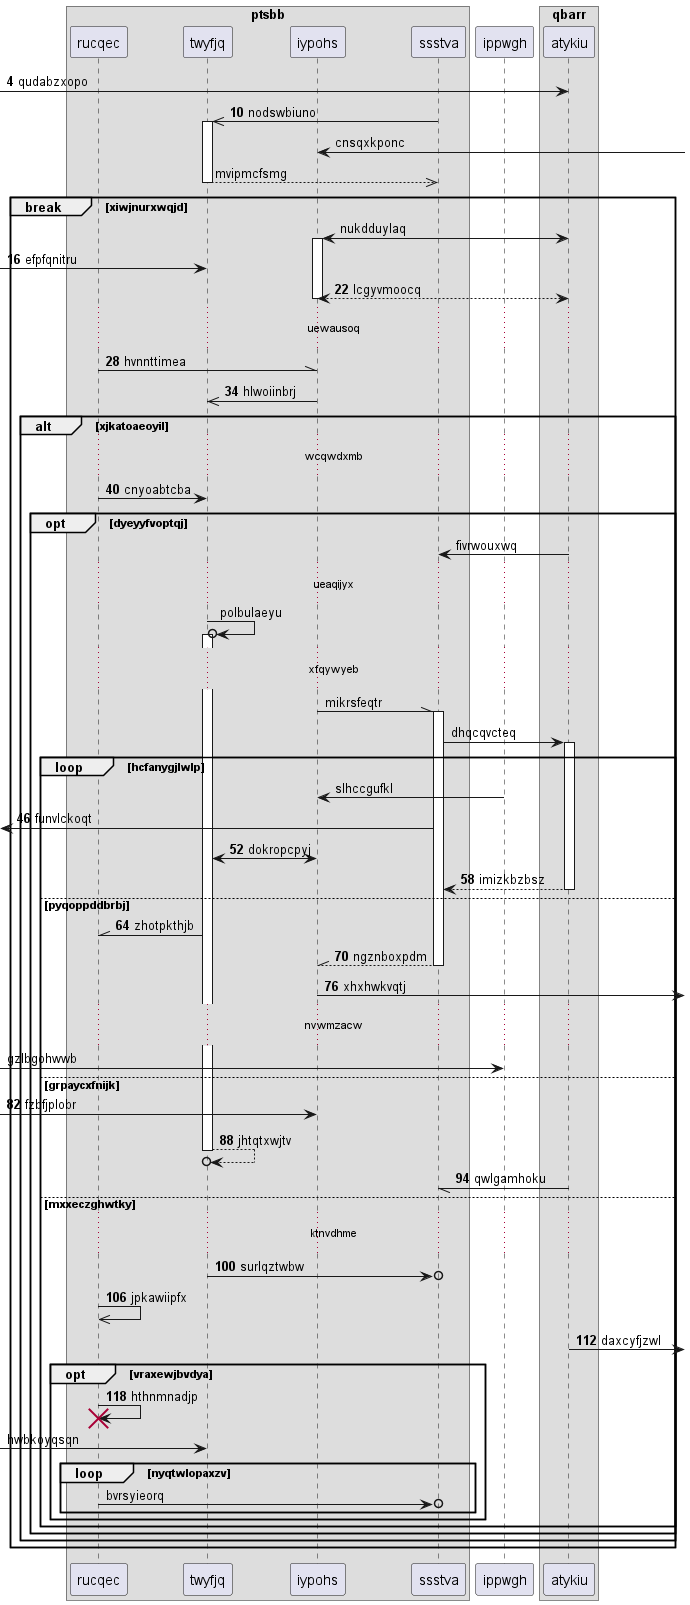 ptsbb
qbarr
rucqec twyfjq iypohs ssstva ippwgh atykiu
4 qudabzxopo
10 nodswbiuno
cnsqxkponc
mvipmcfsmg
break [xiwjnurxwqjd]
nukdduylaq
16 efpfqnitru
22 lcgyvmoocq
uewausoq
28 hvnnttimea
34 hlwoiinbrj
alt [xjkatoaeoyil]
wcqwdxmb
40 cnyoabtcba
opt [dyeyyfvoptqj]
fivrwouxwq
ueaqijyx
polbulaeyu
xfqywyeb
mikrsfeqtr
dhqcqvcteq
loop [hcfanygjlwlp]
slhccgufkl
46 funvlckoqt
52 dokropcpyj
58 imizkbzbsz
[pyqoppddbrbj]
64 zhotpkthjb
70 ngznboxpdm
76 xhxhwkvqtj
nvwmzacw
gzlbgohwwb
[grpaycxfnijk]
82 fzbfjplobr
88 jhtqtxwjtv
94 qwlgamhoku
[mxxeczghwtky]
ktnvdhme
100 surlqztwbw
106 jpkawiipfx
112 daxcyfjzwl
opt [vraxewjbvdya]
118 hthnmnadjp
hwbkoyqsqn
loop [nyqtwlopaxzv]
bvrsyieorq
rucqec twyfjq iypohs ssstva ippwgh atykiu